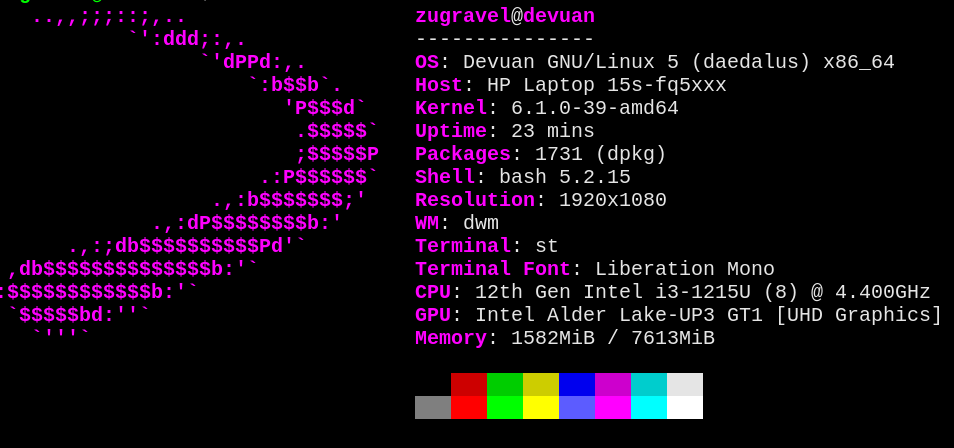 zugravel@devuan
---------------
OS: Devuan GNU/Linux 5 (daedalus) x86_64
Host: HP Laptop 15s-fq5xxx
Kernel: 6.1.0-39-amd64
Uptime: 23 mins
Packages: 1731 (dpkg)
Shell: bash 5.2.15
Resolution: 1920x1080
WM: dwm
Terminal: st
Terminal Font: Liberation Mono
CPU: 12th Gen Intel i3-1215U (8) @ 4.400GHz
GPU: Intel Alder Lake-UP3 GT1 [UHD Graphics]
Memory: 1582MiB / 7613MiB
..,,;;;::;,..
`':ddd;:,.
`'dPPd:,.
`:b$$b`.
'P$$$d`
.$$$$$`
;$$$$$P
.:P$$$$$$`
.,:b$$$$$$$;'
.,:dP$$$$$$$$b:'
.,:;db$$$$$$$$$$Pd'`
,db$$$$$$$$$$$$$$b:'`
:$$$$$$$$$$$$b:'`
`$$$$$bd:''`
`'''`